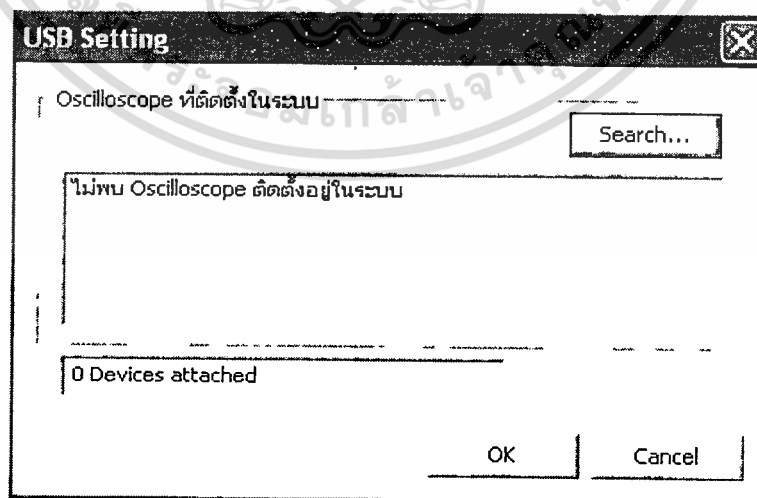 USB Setting
Oscilloscope ที่ติดตั้งในระบบ
Search...
ไม่พบ Oscilloscope ติดตั้งอยู่ในระบบ
0 Devices attached
OK
Cancel